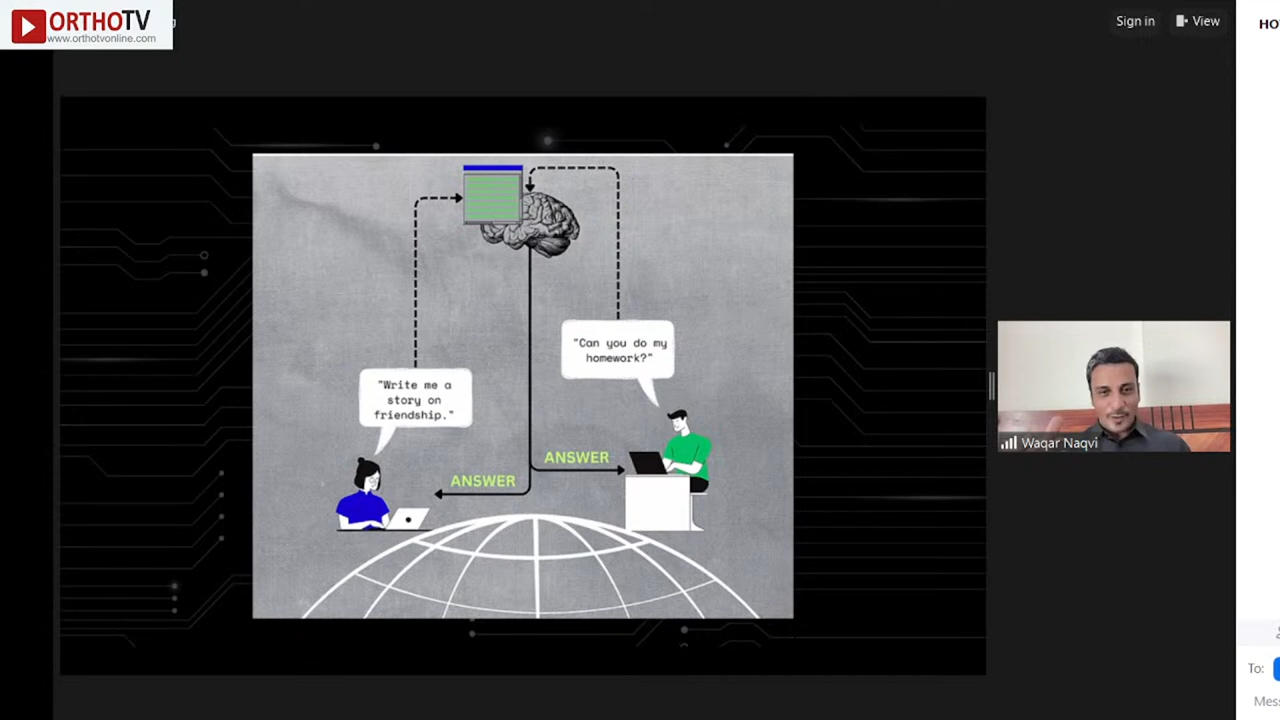 ORTHOTV
www.orthotvonline.com
Sign in
View
HO
"Can you do my
homework?"
"Write me a
story on
friendship."
ANSWER
ANSWER
Waqar Naqvi
To:
Mess